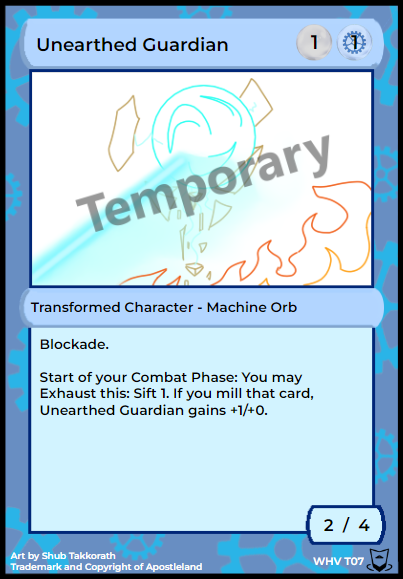 Unearthed Guardian 1 1
Temporary
Transformed Character - Machine Orb
Blockade.
Start of your Combat Phase: You may
Exhaust this: Sift 1. If you mill that card,
Unearthed Guardian gains +1/+0.
2 / 4
Art by Shub Takkorath
Trademark and Copyright of Apostleland
WHV T07